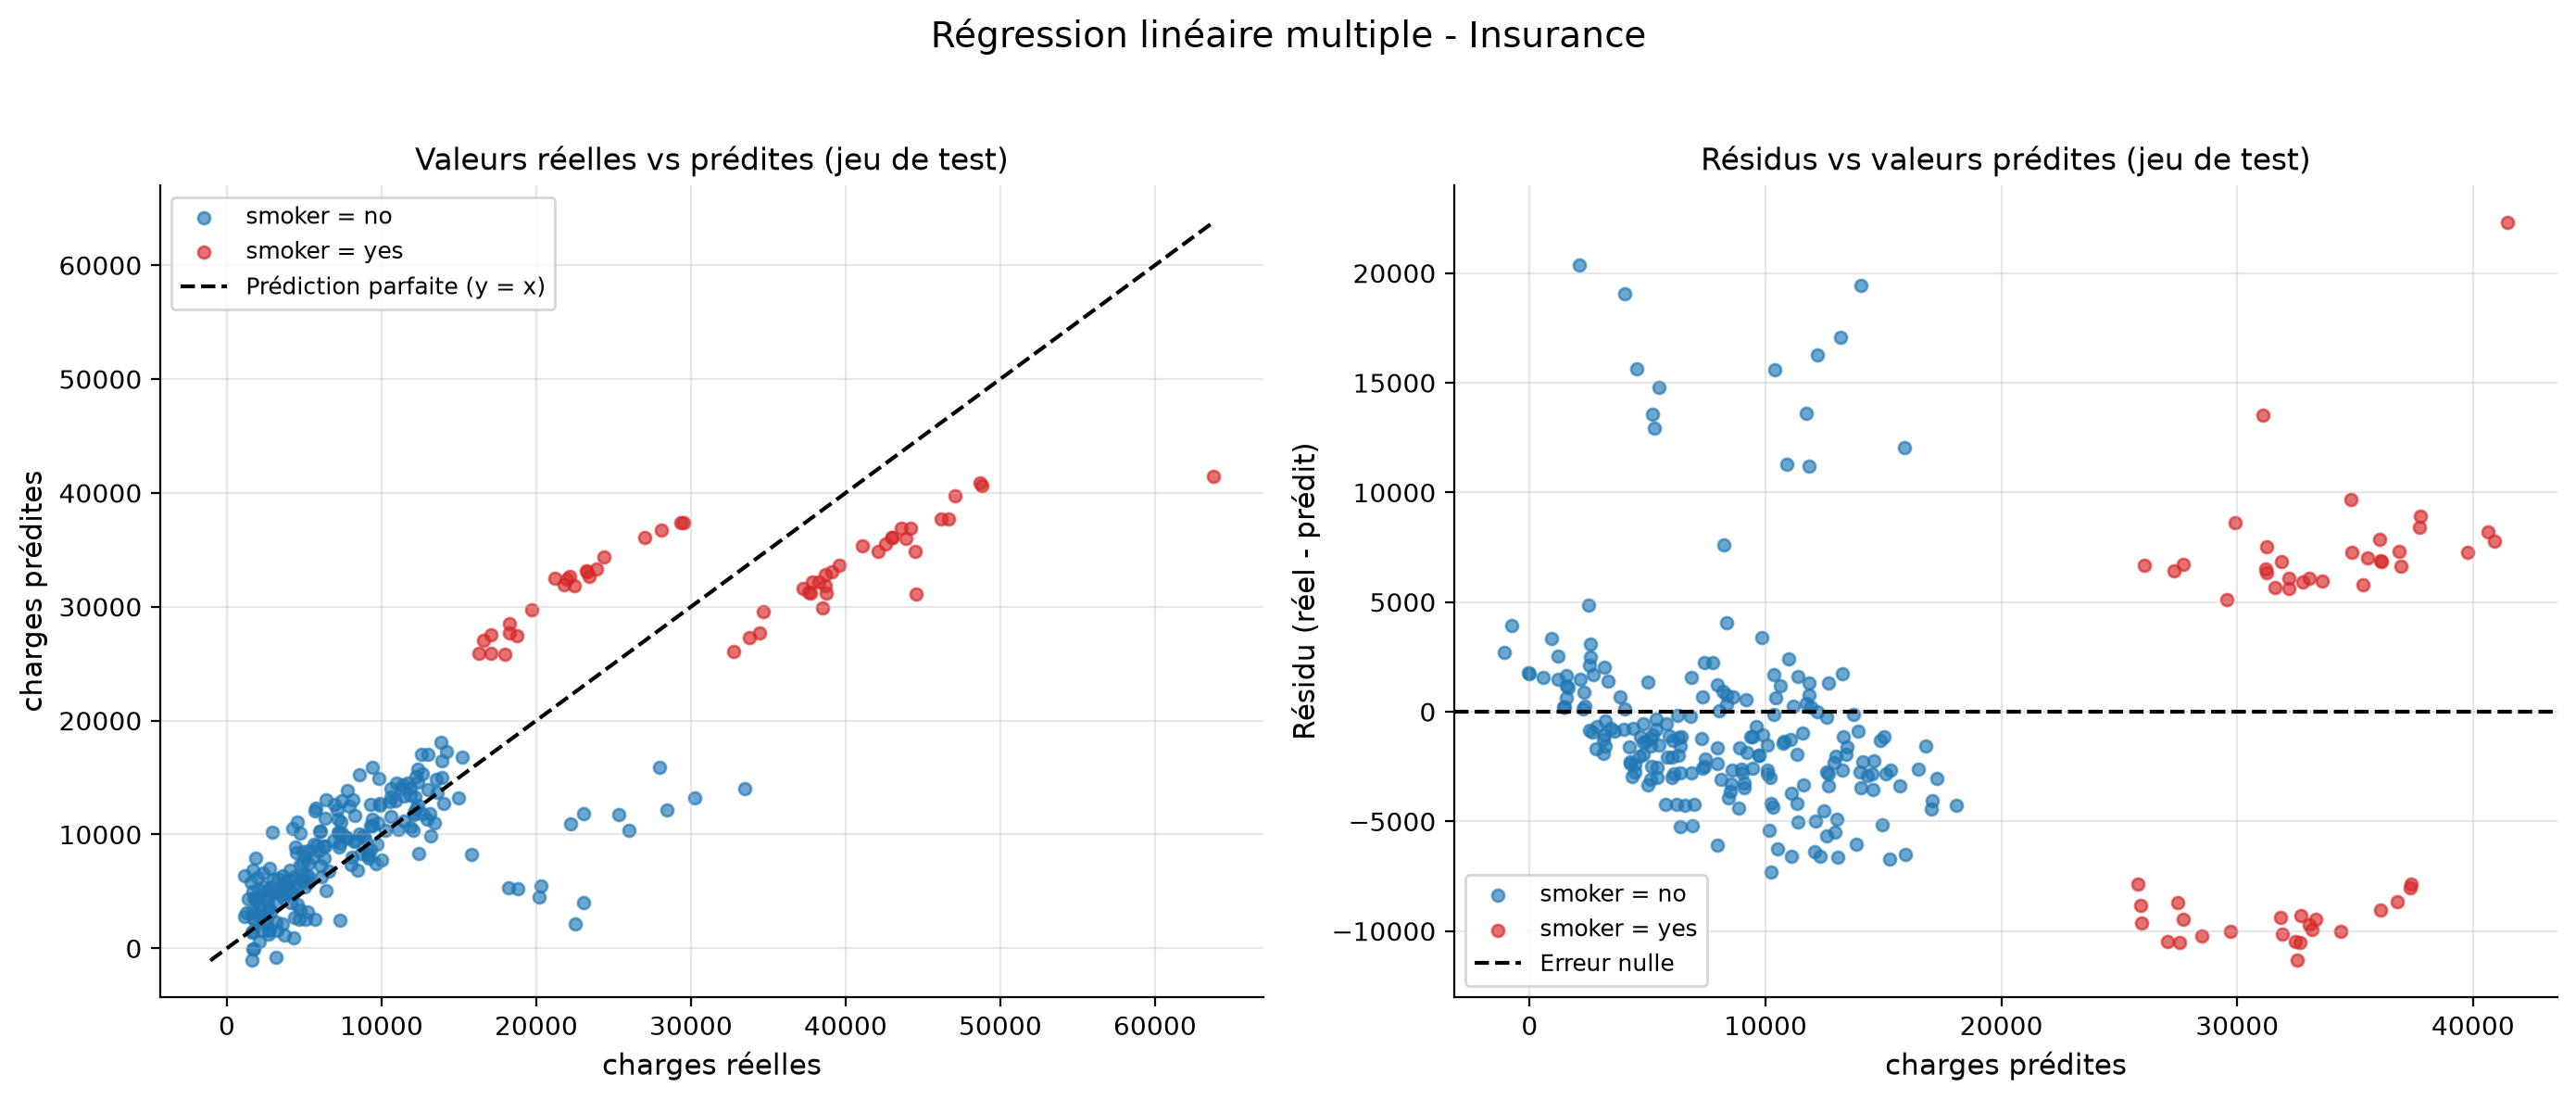 Régression linéaire multiple - Insurance
Valeurs réelles vs prédites (jeu de test)
smoker = no
smoker = yes
Prédiction parfaite (y = x)
60000
50000
40000
30000
20000
10000
0
charges prédites
0 10000 20000 30000 40000 50000 60000
charges réelles
Résidus vs valeurs prédites (jeu de test)
20000
15000
10000
5000
0
−5000
−10000
Résidu (réel - prédit)
smoker = no
smoker = yes
Erreur nulle
0 10000 20000 30000 40000
charges prédites